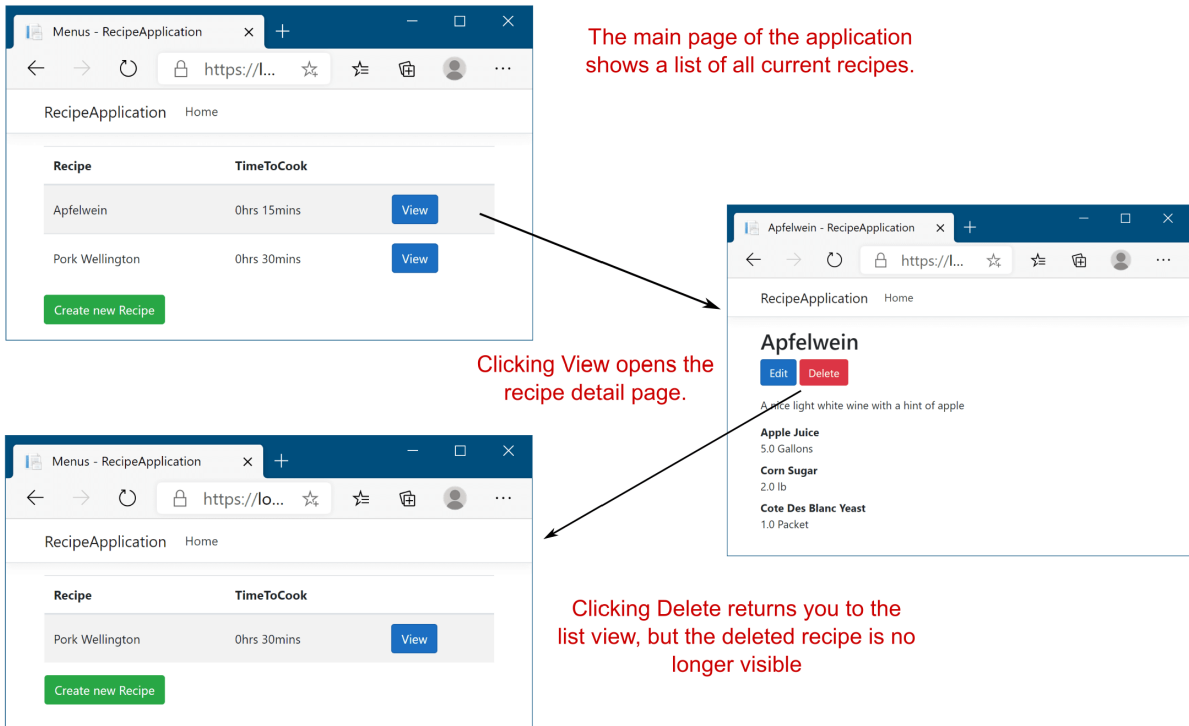 Menus - RecipeApplication
https://l...
RecipeApplication Home
Recipe TimeToCook
Apfelwein 0hrs 15mins View
Pork Wellington 0hrs 30mins View
Create new Recipe
The main page of the application
shows a list of all current recipes.
Clicking View opens the
recipe detail page.
Apfelwein - RecipeApplication
https://l...
RecipeApplication Home
Apfelwein
Edit Delete
A nice light white wine with a hint of apple
Apple Juice
5.0 Gallons
Corn Sugar
2.0 lb
Cote Des Blanc Yeast
1.0 Packet
Menus - RecipeApplication
https://lo...
RecipeApplication Home
Recipe TimeToCook
Pork Wellington 0hrs 30mins View
Create new Recipe
Clicking Delete returns you to the
list view, but the deleted recipe is no
longer visible